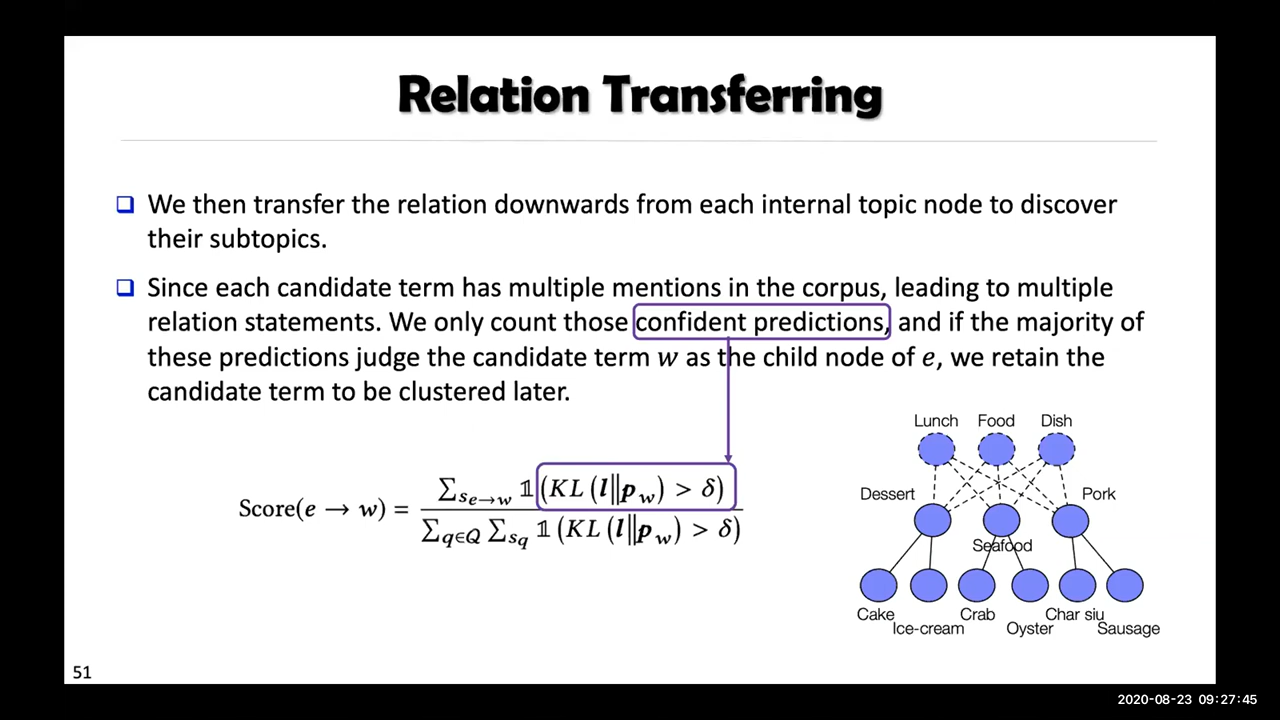 Relation Transferring
We then transfer the relation downwards from each internal topic node to discover
their subtopics.
Since each candidate term has multiple mentions in the corpus, leading to multiple
relation statements. We only count those confident predictions, and if the majority of
these predictions judge the candidate term w as the child node of e, we retain the
candidate term to be clustered later.
Score(e → w) = ∑_{s_{e→w}} 𝟙(KL(l||p_w) > δ) / ∑_{q∈Q} ∑_{s_q} 𝟙(KL(l||p_w) > δ)
Lunch Food Dish
Dessert Pork
Seafood
Cake Crab Char siu
Ice-cream Oyster Sausage
51
2020-08-23 09:27:45